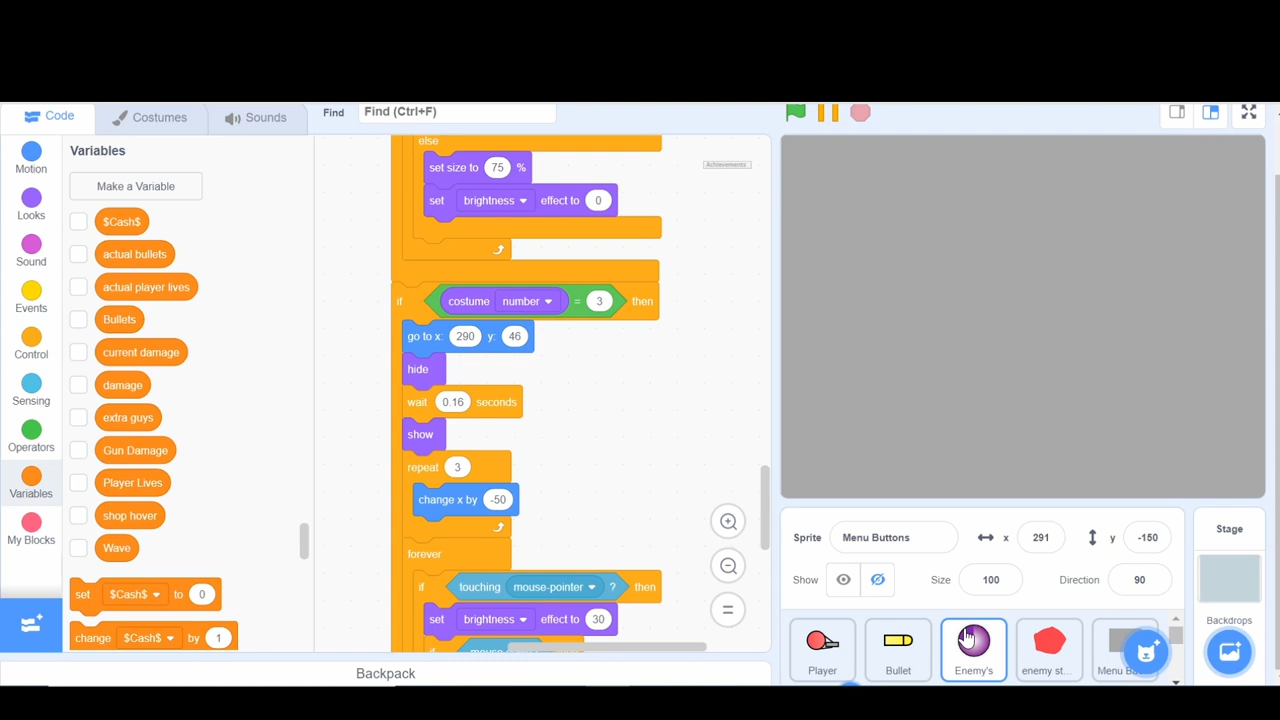 Code
Costumes
Sounds
Find
Find (Ctrl+F)
Motion
Looks
Sound
Events
Control
Sensing
Operators
Variables
My Blocks
Variables
Make a Variable
$Cash$
actual bullets
actual player lives
Bullets
current damage
damage
extra guys
Gun Damage
Player Lives
shop hover
Wave
set $Cash$ to 0
change $Cash$ by 1
else
set size to 75 %
set brightness effect to 0
Achievements
if costume number = 3 then
go to x: 290 y: 46
hide
wait 0.16 seconds
show
repeat 3
change x by -50
forever
if touching mouse-pointer ? then
set brightness effect to 30
Backpack
Sprite Menu Buttons x 291 y -150
Show Size 100 Direction 90
Player
Bullet
Enemy's
enemy st...
Stage
Backdrops